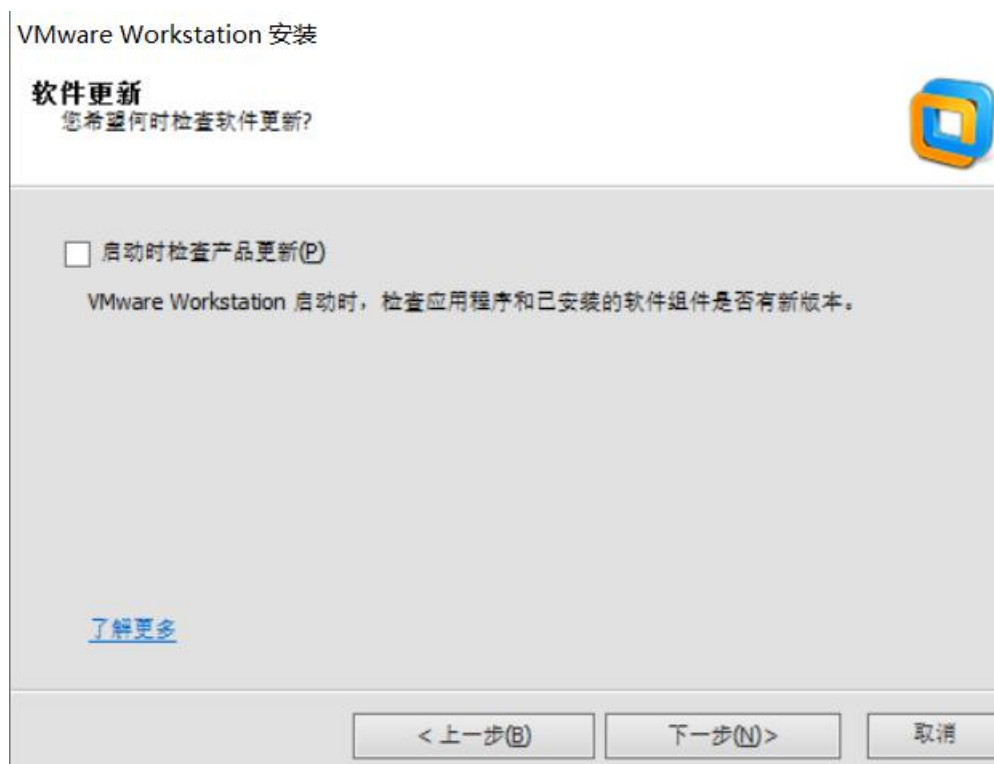 VMware Workstation 安装
软件更新
您希望何时检查软件更新?
启动时检查产品更新(P)
VMware Workstation 启动时，检查应用程序和已安装的软件组件是否有新版本。
了解更多
< 上一步(B)
下一步(N)>
取消